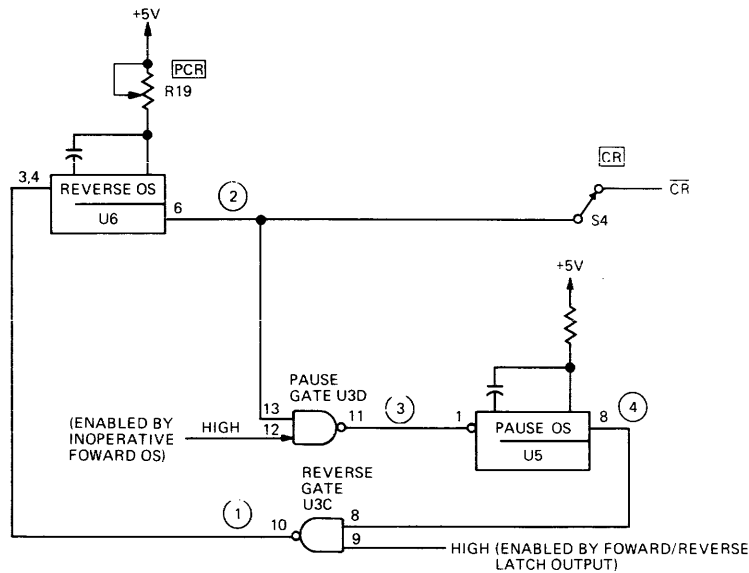 +5V
PCR
R19
3,4
REVERSE OS
U6
6
2
CR
CR
S4
+5V
PAUSE
GATE U3D
13
12
11
3
1
PAUSE OS
U5
8
4
(ENABLED BY
INOPERATIVE
FOWARD OS)
HIGH
REVERSE
GATE
U3C
1
10
8
9
HIGH (ENABLED BY FOWARD/REVERSE
LATCH OUTPUT)